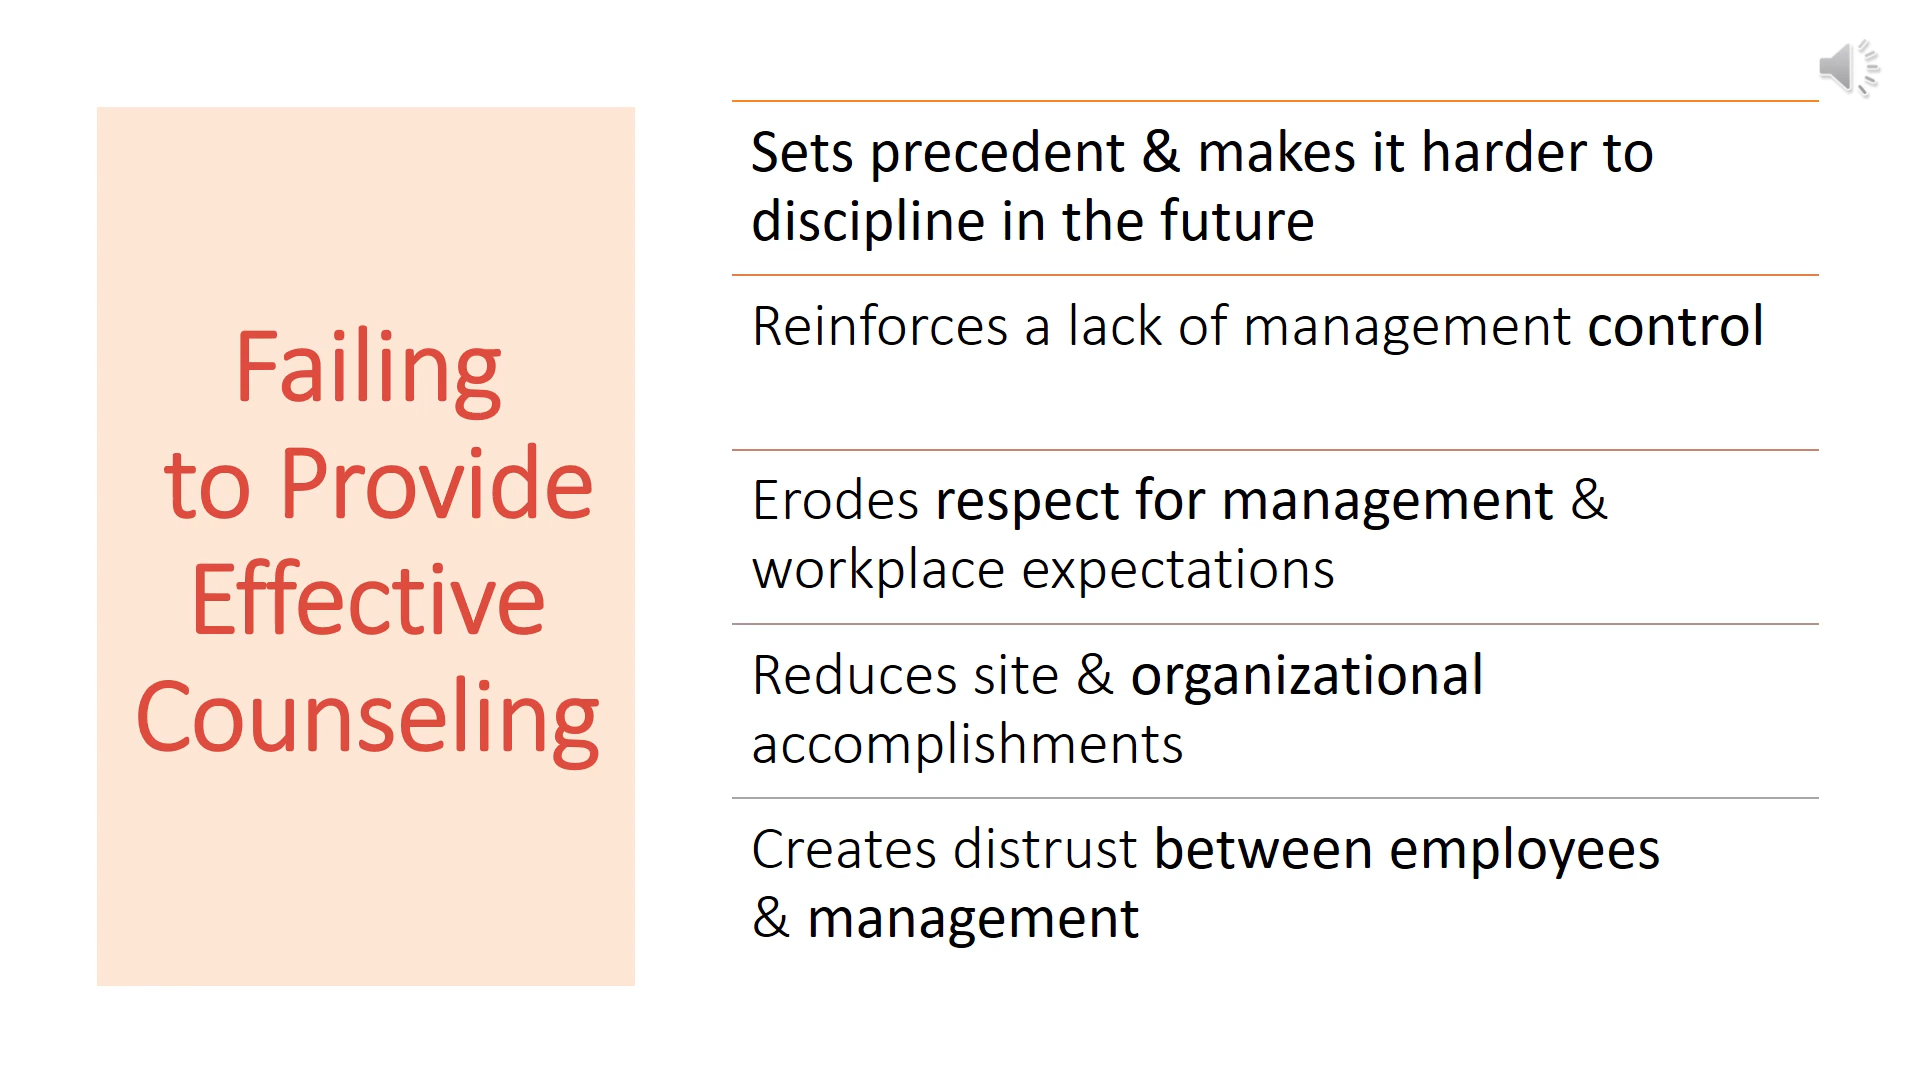 Failing
to Provide
Effective
Counseling
Sets precedent & makes it harder to
discipline in the future
Reinforces a lack of management control
Erodes respect for management &
workplace expectations
Reduces site & organizational
accomplishments
Creates distrust between employees
& management